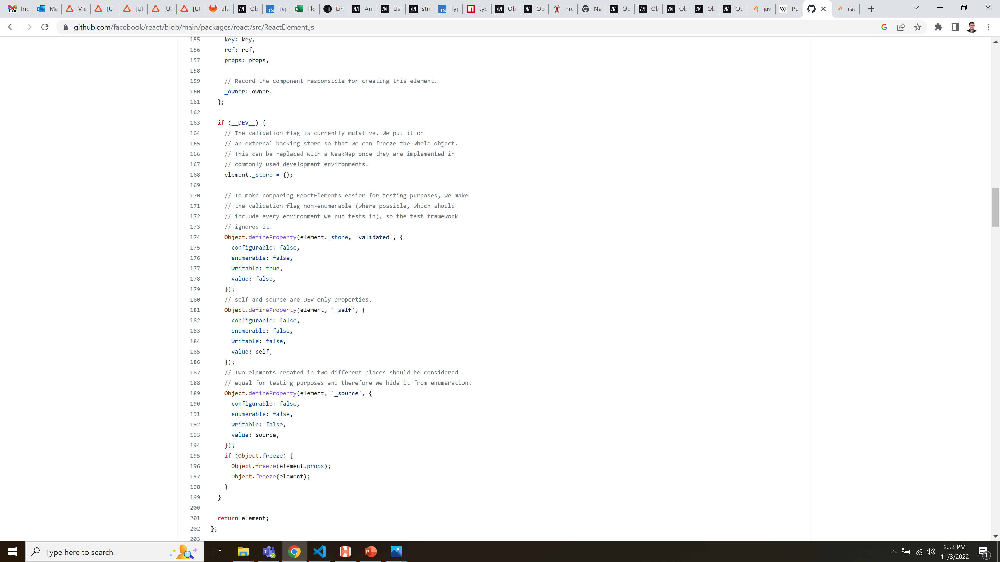 Inb Ma Vie [UF [UF [UF [UF alta Ob Typ Plo Lin Arr Usi stru Typ typ Ob Ob Pro Ne Ob Ob Ob Ob Ob jav Pu rea
github.com/facebook/react/blob/main/packages/react/src/ReactElement.js
155 key: key,
156 ref: ref,
157 props: props,
158
159 // Record the component responsible for creating this element.
160 _owner: owner,
161 };
162
163 if (__DEV__) {
164 // The validation flag is currently mutative. We put it on
165 // an external backing store so that we can freeze the whole object.
166 // This can be replaced with a WeakMap once they are implemented in
167 // commonly used development environments.
168 element._store = {};
169
170 // To make comparing ReactElements easier for testing purposes, we make
171 // the validation flag non-enumerable (where possible, which should
172 // include every environment we run tests in), so the test framework
173 // ignores it.
174 Object.defineProperty(element._store, 'validated', {
175 configurable: false,
176 enumerable: false,
177 writable: true,
178 value: false,
179 });
180 // self and source are DEV only properties.
181 Object.defineProperty(element, '_self', {
182 configurable: false,
183 enumerable: false,
184 writable: false,
185 value: self,
186 });
187 // Two elements created in two different places should be considered
188 // equal for testing purposes and therefore we hide it from enumeration.
189 Object.defineProperty(element, '_source', {
190 configurable: false,
191 enumerable: false,
192 writable: false,
193 value: source,
194 });
195 if (Object.freeze) {
196 Object.freeze(element.props);
197 Object.freeze(element);
198 }
199 }
200
201 return element;
202 };
203
Type here to search
2:53 PM
11/3/2022
1